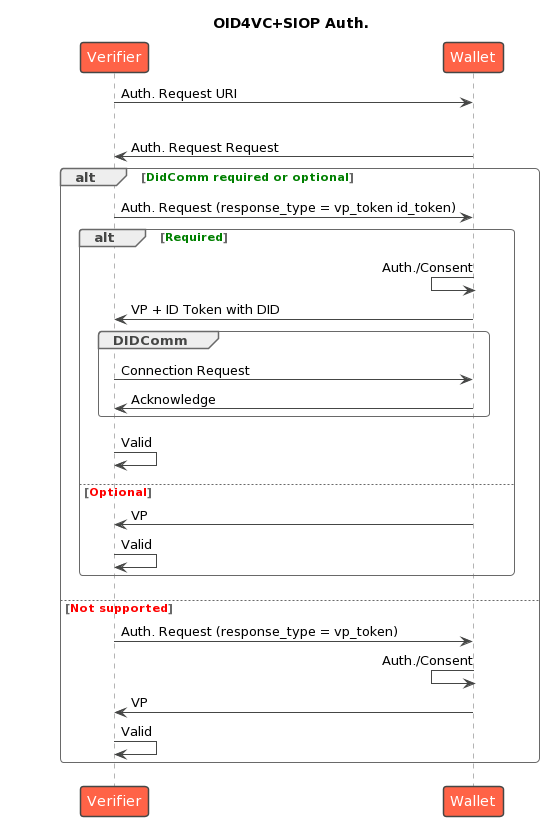 OID4VC+SIOP Auth.
Verifier Wallet
Auth. Request URI
Auth. Request Request
alt [DidComm required or optional]
Auth. Request (response_type = vp_token id_token)
alt [Required]
Auth./Consent
VP + ID Token with DID
DIDComm
Connection Request
Acknowledge
Valid
[Optional]
VP
Valid
[Not supported]
Auth. Request (response_type = vp_token)
Auth./Consent
VP
Valid
Verifier Wallet